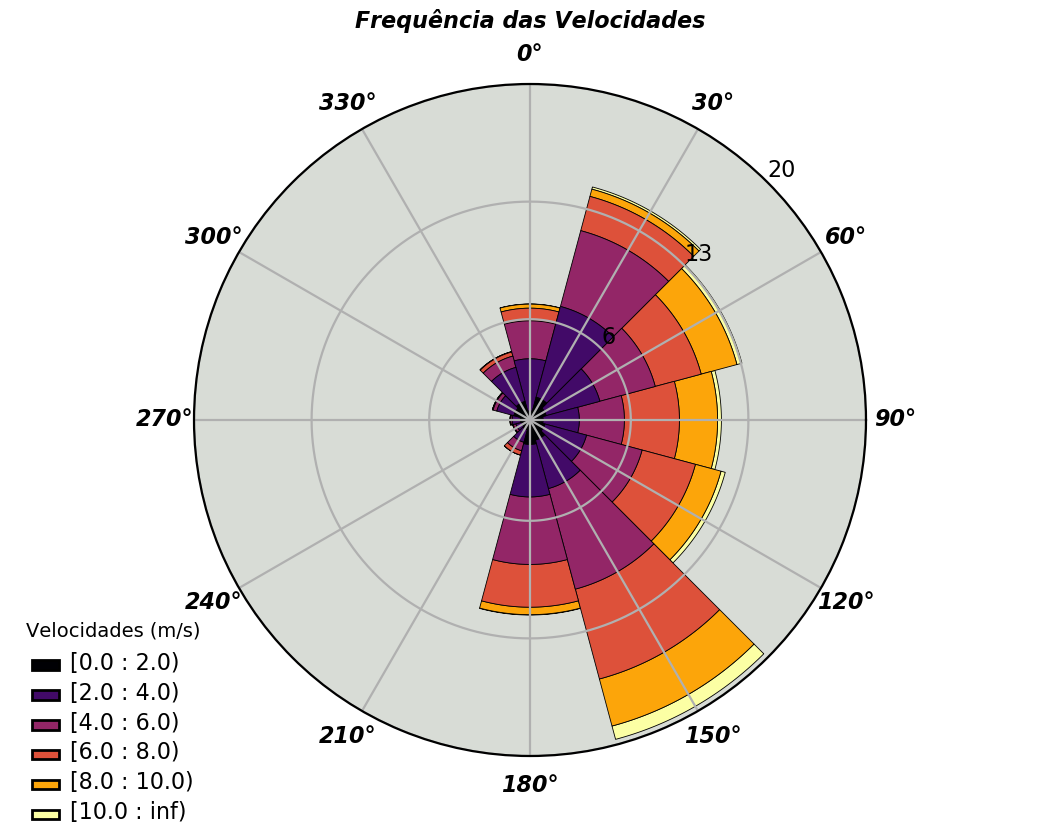 Frequência das Velocidades
0°
330°
30°
20
300°
60°
13
6
270°
90°
240°
120°
210°
150°
180°
Velocidades (m/s)
[0.0 : 2.0)
[2.0 : 4.0)
[4.0 : 6.0)
[6.0 : 8.0)
[8.0 : 10.0)
[10.0 : inf)